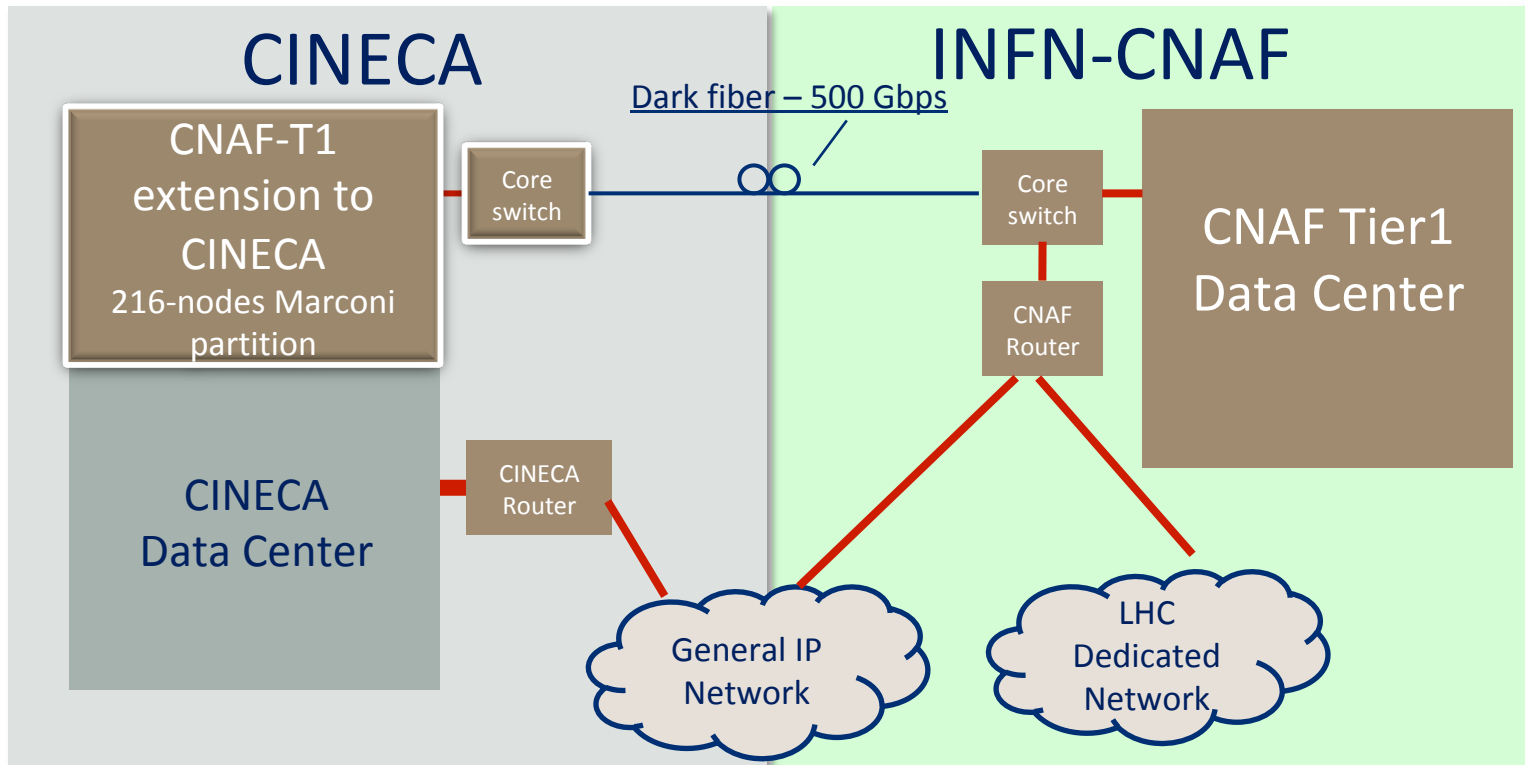 CINECA
INFN-CNAF
Dark fiber – 500 Gbps
CNAF-T1
extension to
CINECA
216-nodes Marconi
partition
Core
switch
Core
switch
CNAF Tier1
Data Center
CNAF
Router
CINECA
Router
CINECA
Data Center
General IP
Network
LHC
Dedicated
Network